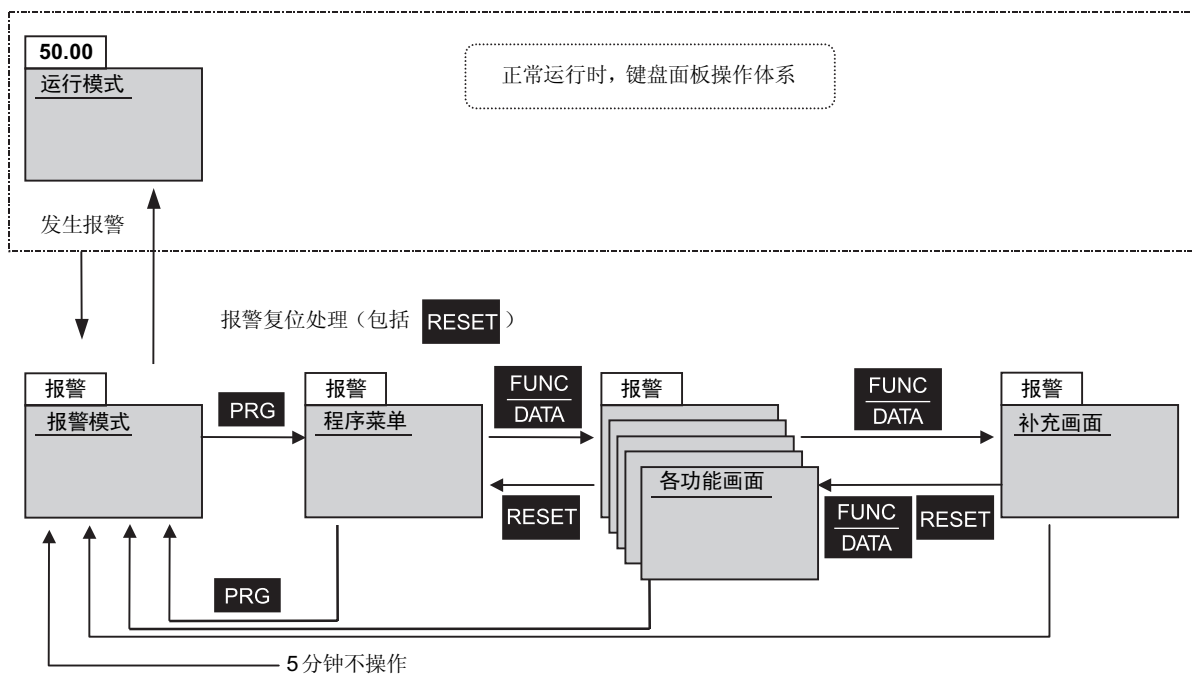 50.00
运行模式
正常运行时，键盘面板操作体系
发生报警
报警复位处理（包括 RESET）
报警
报警模式
PRG
报警
程序菜单
FUNC
DATA
RESET
报警
各功能画面
FUNC
DATA
FUNC
DATA
RESET
报警
补充画面
PRG
5分钟不操作